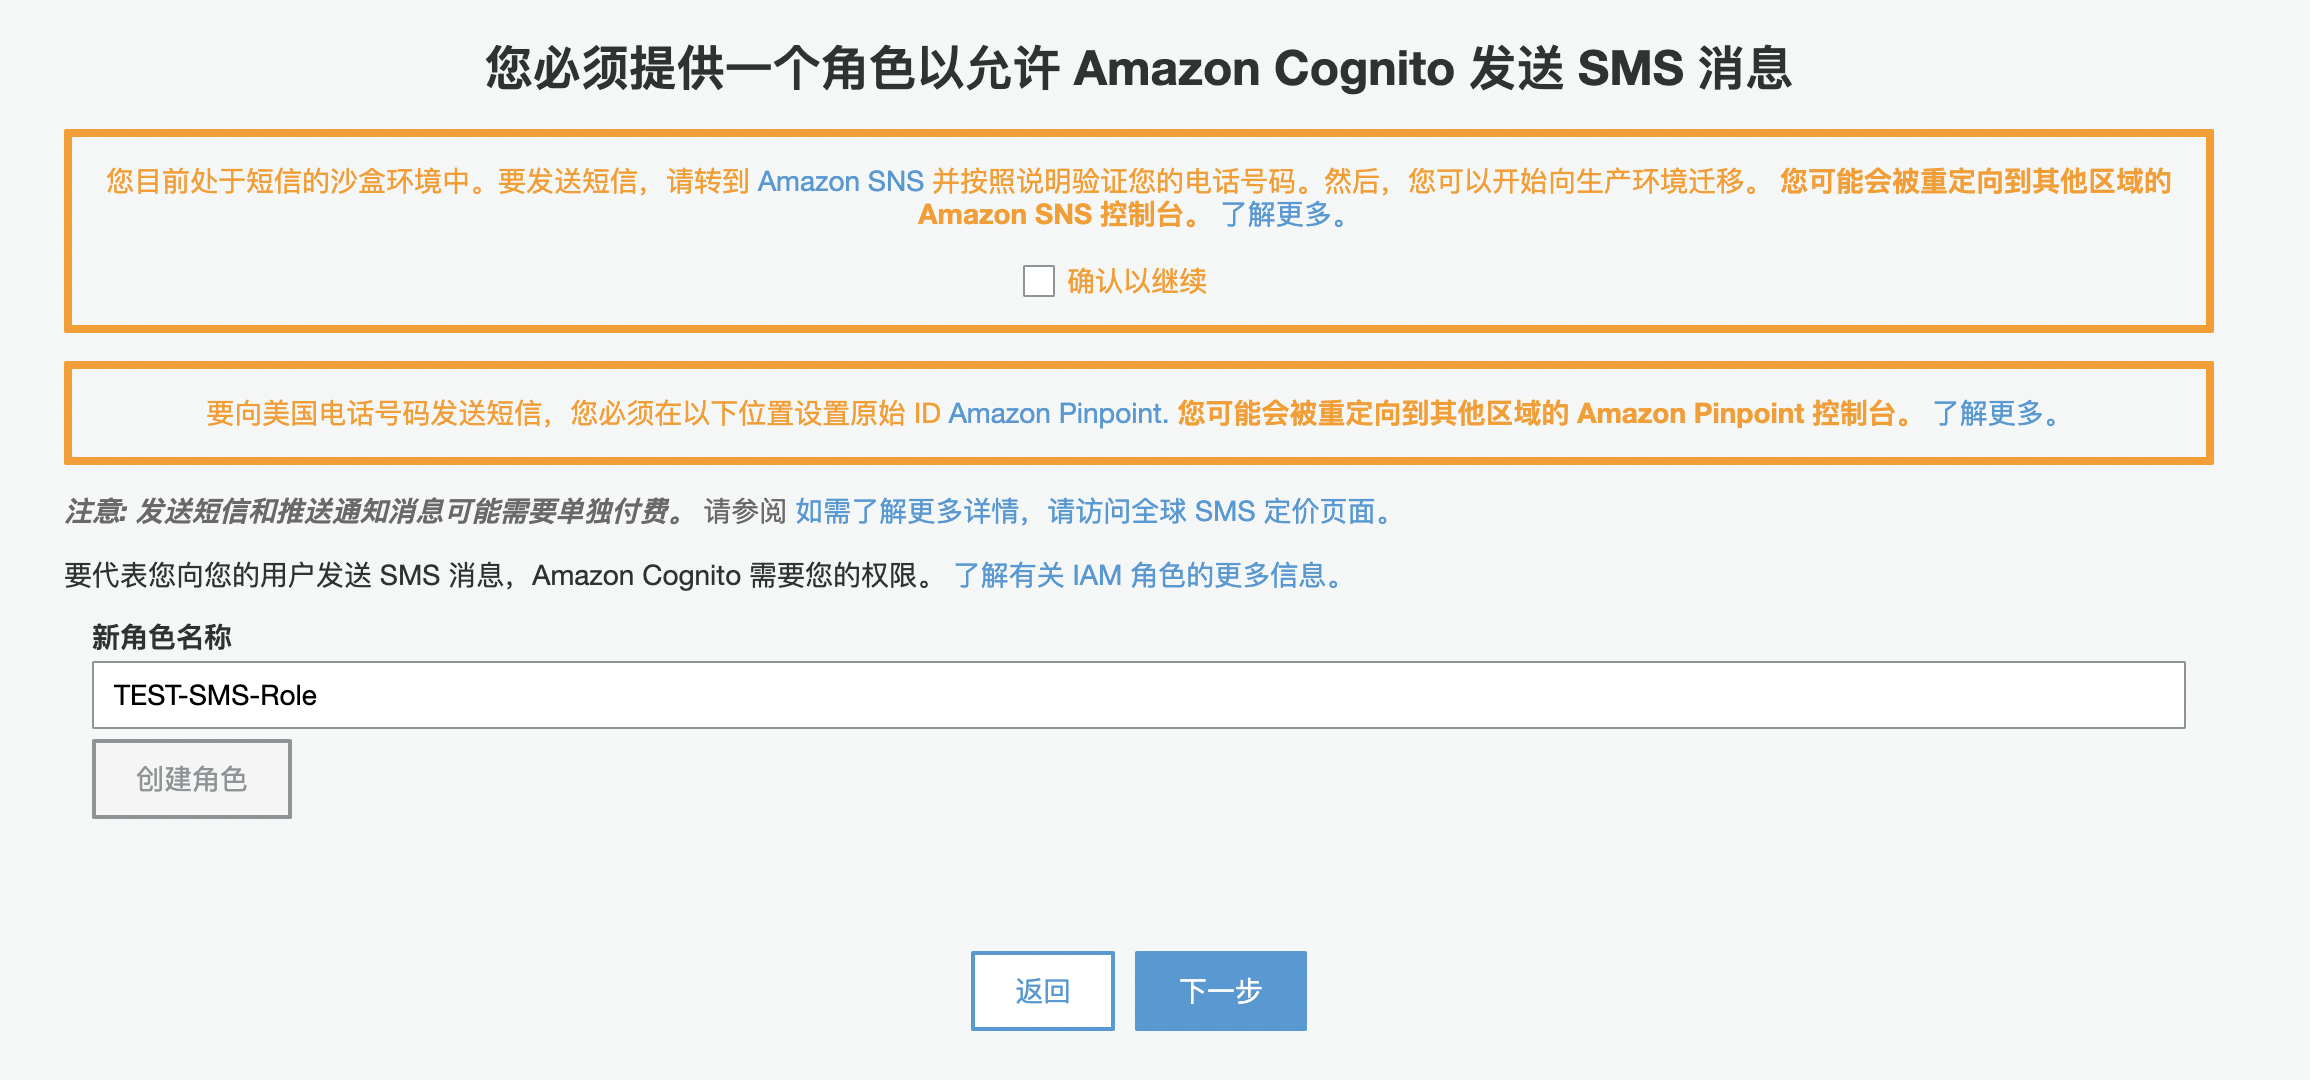 您必须提供一个角色以允许 Amazon Cognito 发送 SMS 消息
您目前处于短信的沙盒环境中。要发送短信，请转到 Amazon SNS 并按照说明验证您的电话号码。然后，您可以开始向生产环境迁移。 您可能会被重定向到其他区域的
Amazon SNS 控制台。 了解更多。
确认以继续
要向美国电话号码发送短信，您必须在以下位置设置原始 ID Amazon Pinpoint. 您可能会被重定向到其他区域的 Amazon Pinpoint 控制台。 了解更多。
注意: 发送短信和推送通知消息可能需要单独付费。 请参阅 如需了解更多详情，请访问全球 SMS 定价页面。
要代表您向您的用户发送 SMS 消息，Amazon Cognito 需要您的权限。 了解有关 IAM 角色的更多信息。
新角色名称
TEST-SMS-Role
创建角色
返回
下一步